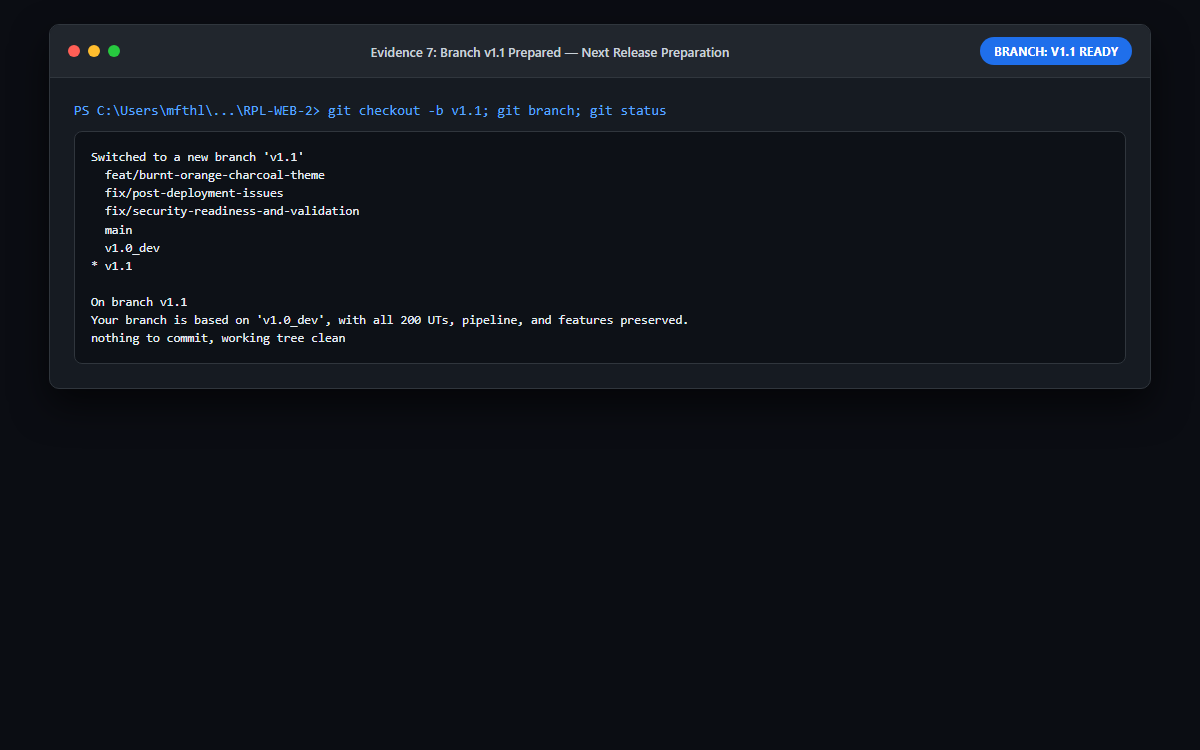 Evidence 7: Branch v1.1 Prepared — Next Release Preparation
BRANCH: V1.1 READY
PS C:\Users\mfthl\...\RPL-WEB-2> git checkout -b v1.1; git branch; git status
Switched to a new branch 'v1.1'
  feat/burnt-orange-charcoal-theme
  fix/post-deployment-issues
  fix/security-readiness-and-validation
  main
  v1.0_dev
* v1.1
On branch v1.1
Your branch is based on 'v1.0_dev', with all 200 UTs, pipeline, and features preserved.
nothing to commit, working tree clean